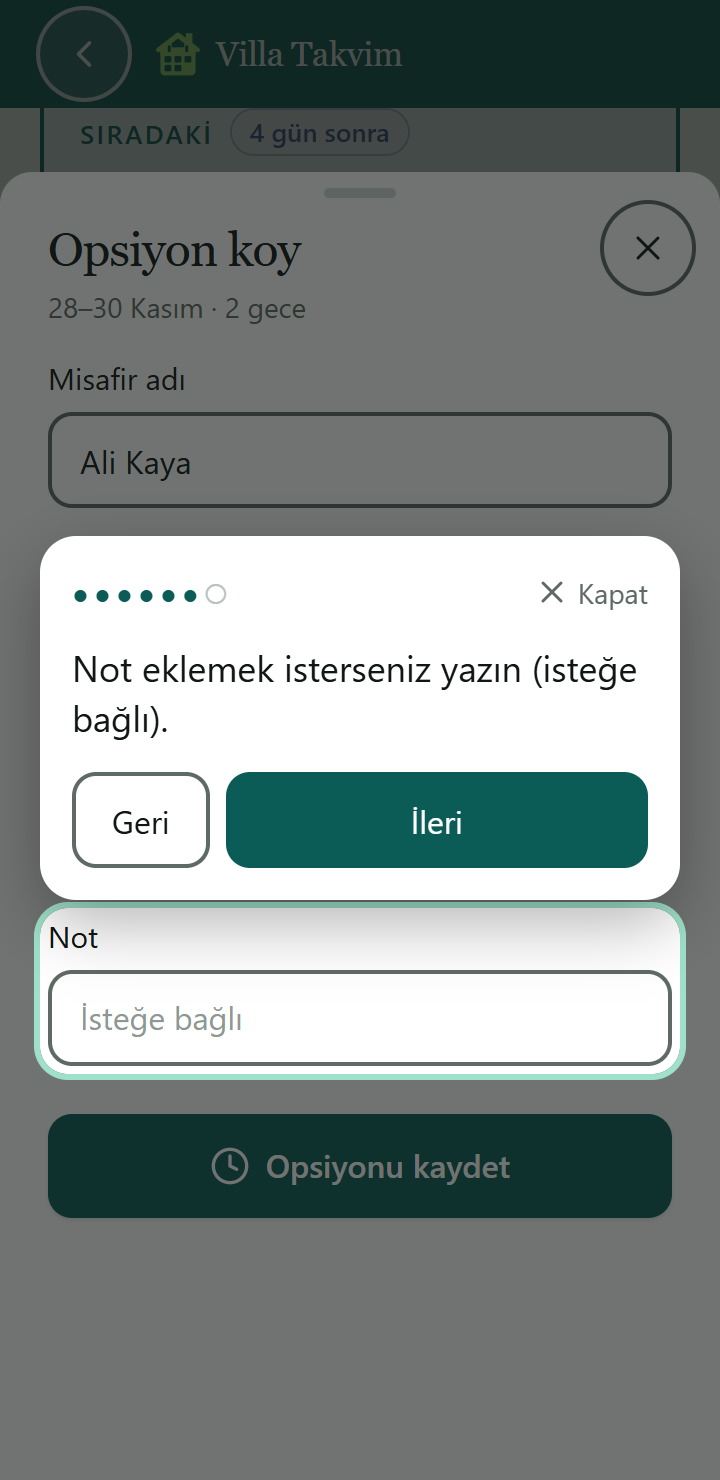 Villa Takvim
SIRADAKİ 4 gün sonra
Opsiyon koy
28–30 Kasım · 2 gece
Misafir adı
Ali Kaya
Kapat
Not eklemek isterseniz yazın (isteğe
bağlı).
Geri İleri
Not
İsteğe bağlı
Opsiyonu kaydet